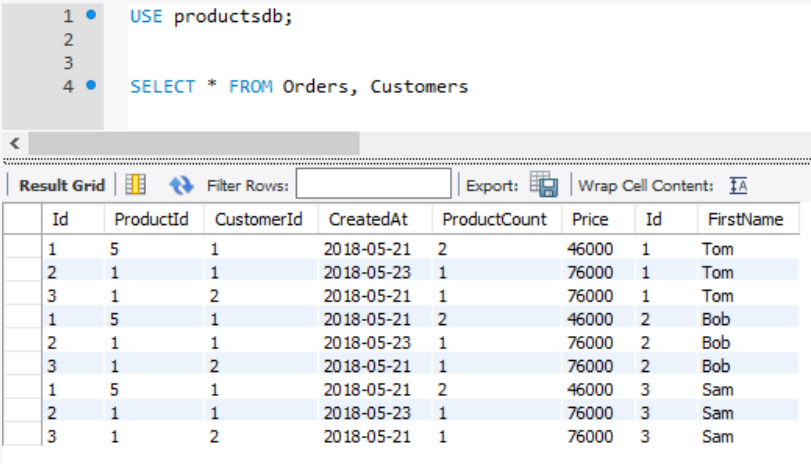 1 USE productsdb;
2
3
4 SELECT * FROM Orders, Customers
Result Grid Filter Rows: Export: Wrap Cell Content: IA
Id ProductId CustomerId CreatedAt ProductCount Price Id FirstName
1 5 1 2018-05-21 2 46000 1 Tom
2 1 1 2018-05-23 1 76000 1 Tom
3 1 2 2018-05-21 1 76000 1 Tom
1 5 1 2018-05-21 2 46000 2 Bob
2 1 1 2018-05-23 1 76000 2 Bob
3 1 2 2018-05-21 1 76000 2 Bob
1 5 1 2018-05-21 2 46000 3 Sam
2 1 1 2018-05-23 1 76000 3 Sam
3 1 2 2018-05-21 1 76000 3 Sam